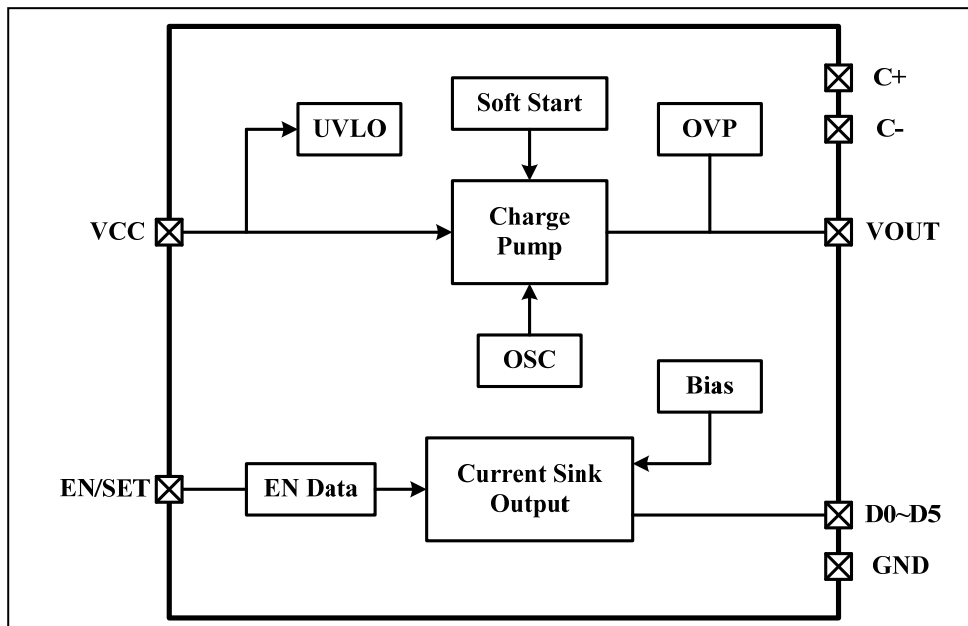 C+
Soft Start
UVLO
OVP
C-
VCC
Charge
Pump
VOUT
OSC
Bias
EN/SET
EN Data
Current Sink
Output
D0~D5
GND